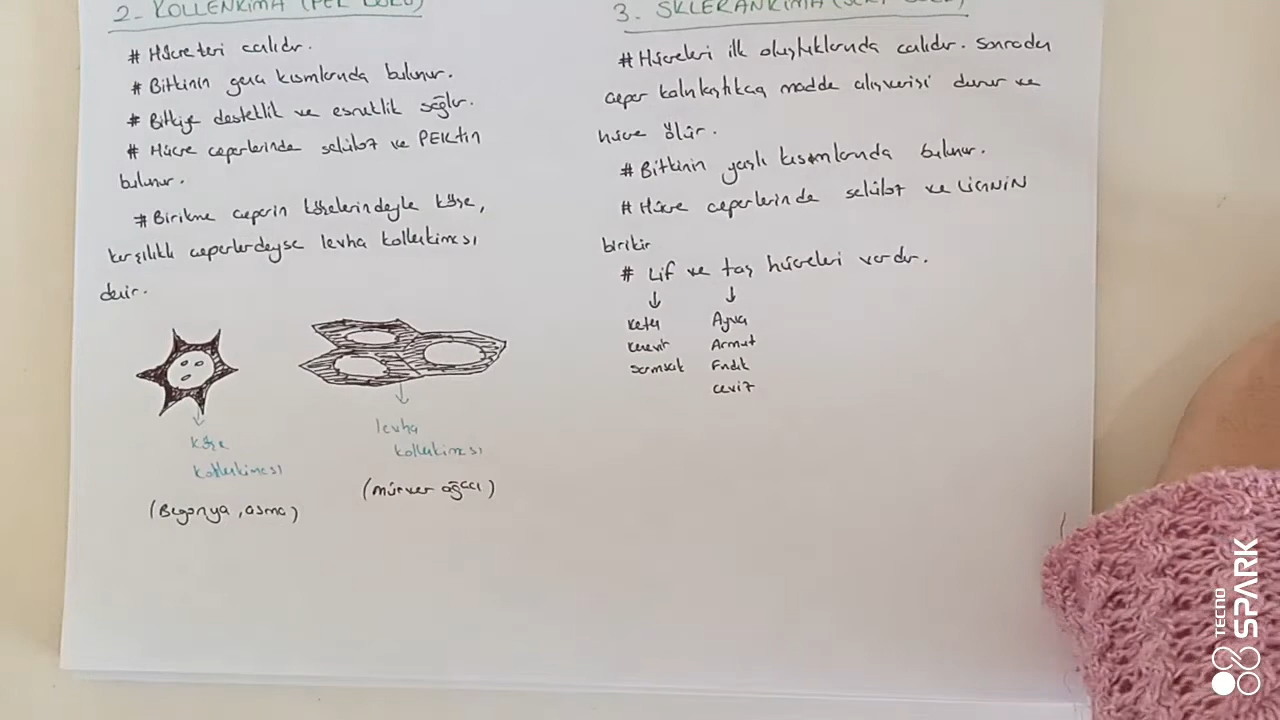 2- KOLLENKİMA (PEK DOKU)
# Hücreleri canlıdır.
# Bitkinin genç kısımlarında bulunur.
# Bitkiye desteklik ve esneklik sağlar.
# Hücre çeperlerinde selüloz ve PEKTİN
bulunur.
# Birikme çeperin köşelerindeyle köşe,
karşılıklı çeperlerdeyse levha kollenkiması
denir.
köşe
kollenkiması
(Begonya, asma)
levha
kollenkiması
(mürver ağacı)
3. SKLERANKİMA (SERT DOKU)
# Hücreleri ilk oluştuklarında canlıdır. Sonradan
çeper kalınlaştıkça madde alışverişi durur ve
hücre ölür.
# Bitkinin yaşlı kısımlarında bulunur.
# Hücre çeperlerinde selüloz ve LİGNİN
birikir
# Lif ve taş hücreleri vardır.
keten
kenevir
sarmaşık
Ayva
Armut
Fındık
ceviz
TECNO
SPARK